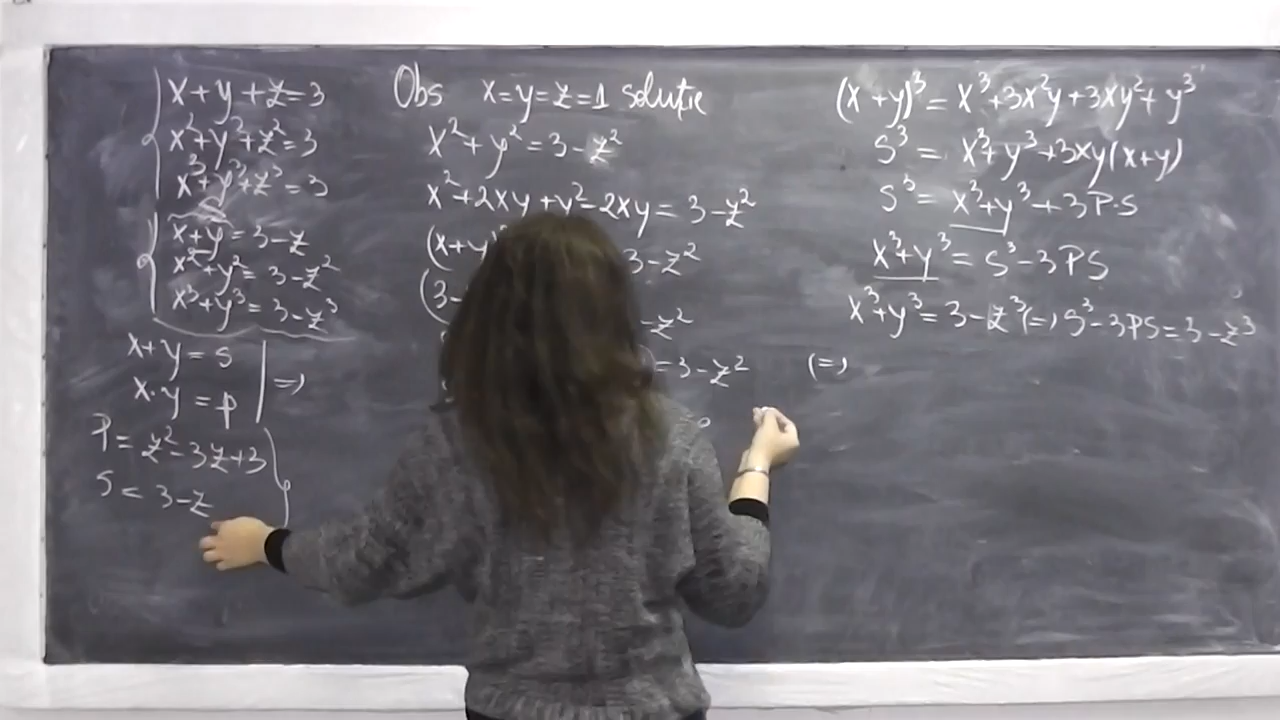 x+y+z=3
x²+y²+z²=3
x³+y³+z³=3
x+y=3-z
x²+y²=3-z²
x³+y³=3-z³
x+y=s
x·y=p
=>
P=z²-3z+3
S=3-z
Obs x=y=z=1 soluție
x²+y²=3-z²
x²+2xy+y²-2xy=3-z²
(x+y)
3-z²
(3-
-z²
=3-z²
(x+y)³=x³+3x²y+3xy²+y³
S³=x³+y³+3xy(x+y)
S³=x³+y³+3P·S
x³+y³=S³-3PS
x³+y³=3-z³(=)S³-3PS=3-z³
(=)